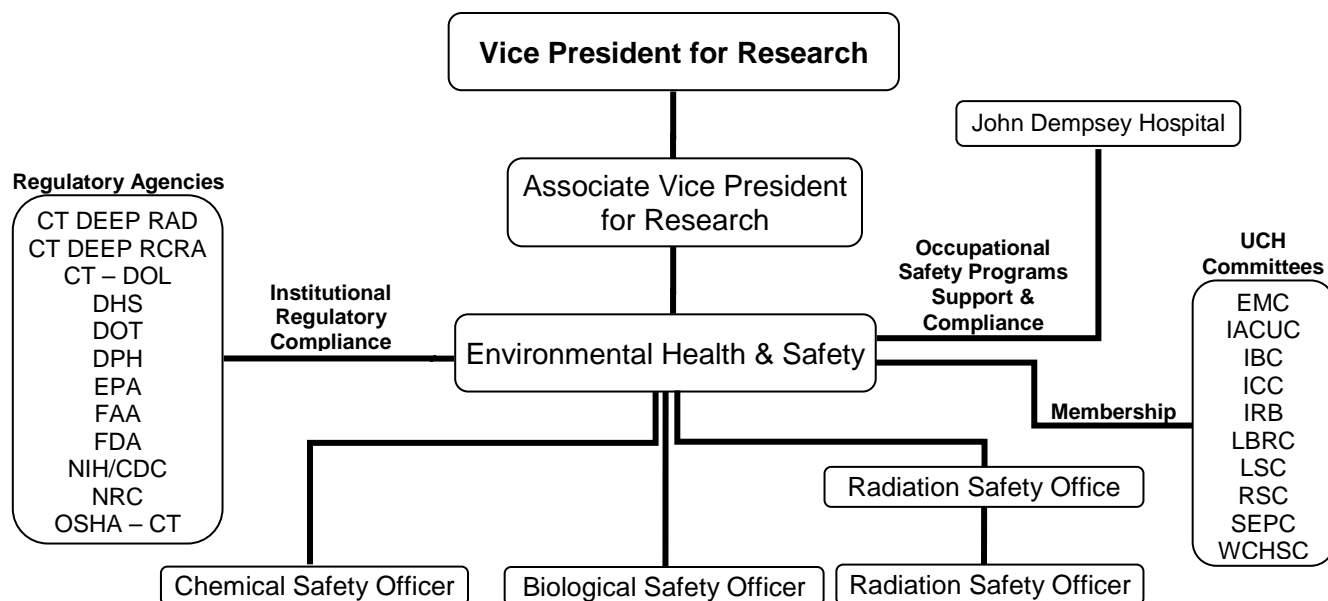 Vice President for Research
John Dempsey Hospital
Associate Vice President
for Research
Regulatory Agencies
CT DEEP RAD
CT DEEP RCRA
CT – DOL
DHS
DOT
DPH
EPA
FAA
FDA
NIH/CDC
NRC
OSHA – CT
Institutional
Regulatory
Compliance
Environmental Health & Safety
Occupational
Safety Programs
Support &
Compliance
Membership
UCH
Committees
EMC
IACUC
IBC
ICC
IRB
LBRC
LSC
RSC
SEPC
WCHSC
Radiation Safety Office
Chemical Safety Officer
Biological Safety Officer
Radiation Safety Officer